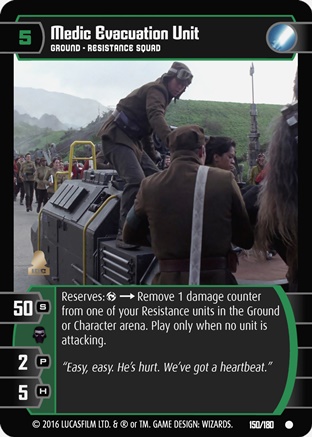 5 Medic Evacuation Unit
GROUND - RESISTANCE SQUAD
50 S
2 P
5 H
Reserves: → Remove 1 damage counter
from one of your Resistance units in the Ground
or Character arena. Play only when no unit is
attacking.
“Easy, easy. He’s hurt. We’ve got a heartbeat.”
© 2016 LUCASFILM LTD. & ® or TM. GAME DESIGN: WIZARDS. 150/180